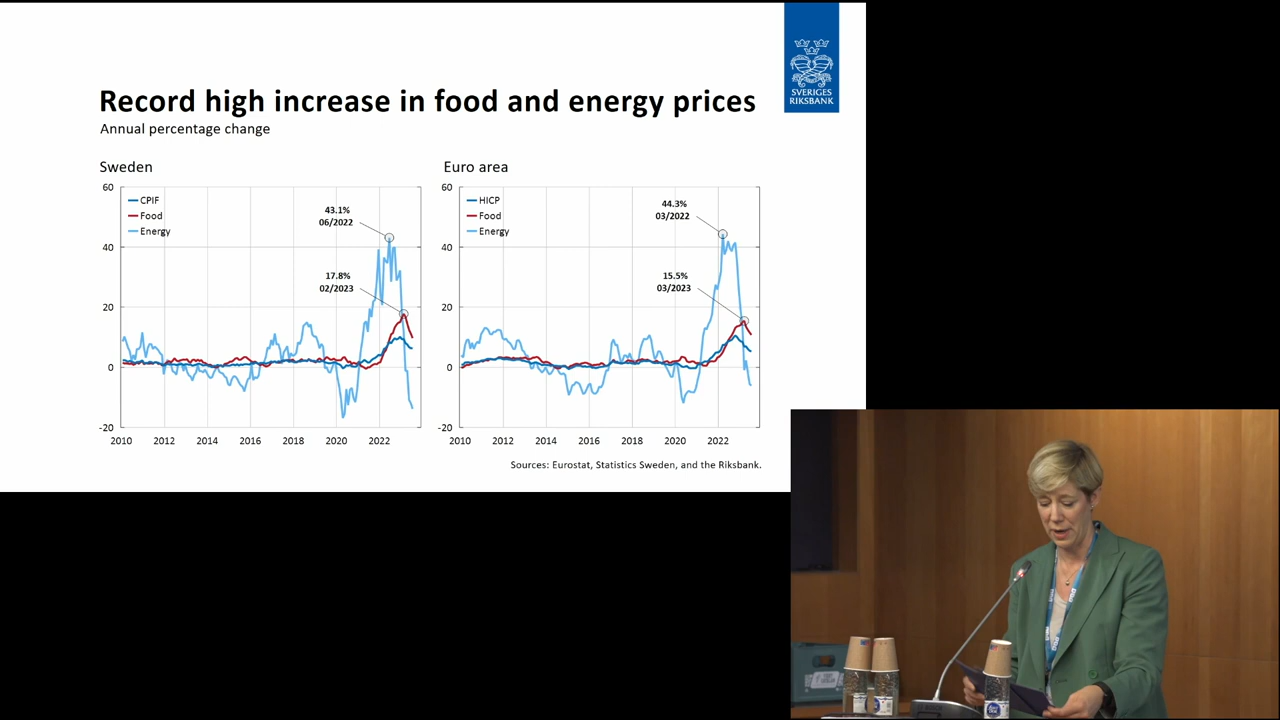 SVERIGES
RIKSBANK
Record high increase in food and energy prices
Annual percentage change
Sweden
60
40
20
0
-20
CPIF
Food
Energy
43.1%
06/2022
17.8%
02/2023
2010 2012 2014 2016 2018 2020 2022
Euro area
60
40
20
0
-20
HICP
Food
Energy
44.3%
03/2022
15.5%
03/2023
2010 2012 2014 2016 2018 2020 2022
Sources: Eurostat, Statistics Sweden, and the Riksbank.